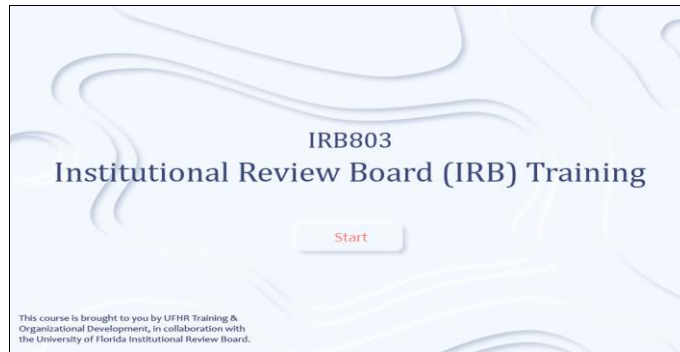 IRB803
Institutional Review Board (IRB) Training
Start
This course is brought to you by UFHR Training &
Organizational Development, in collaboration with
the University of Florida Institutional Review Board.